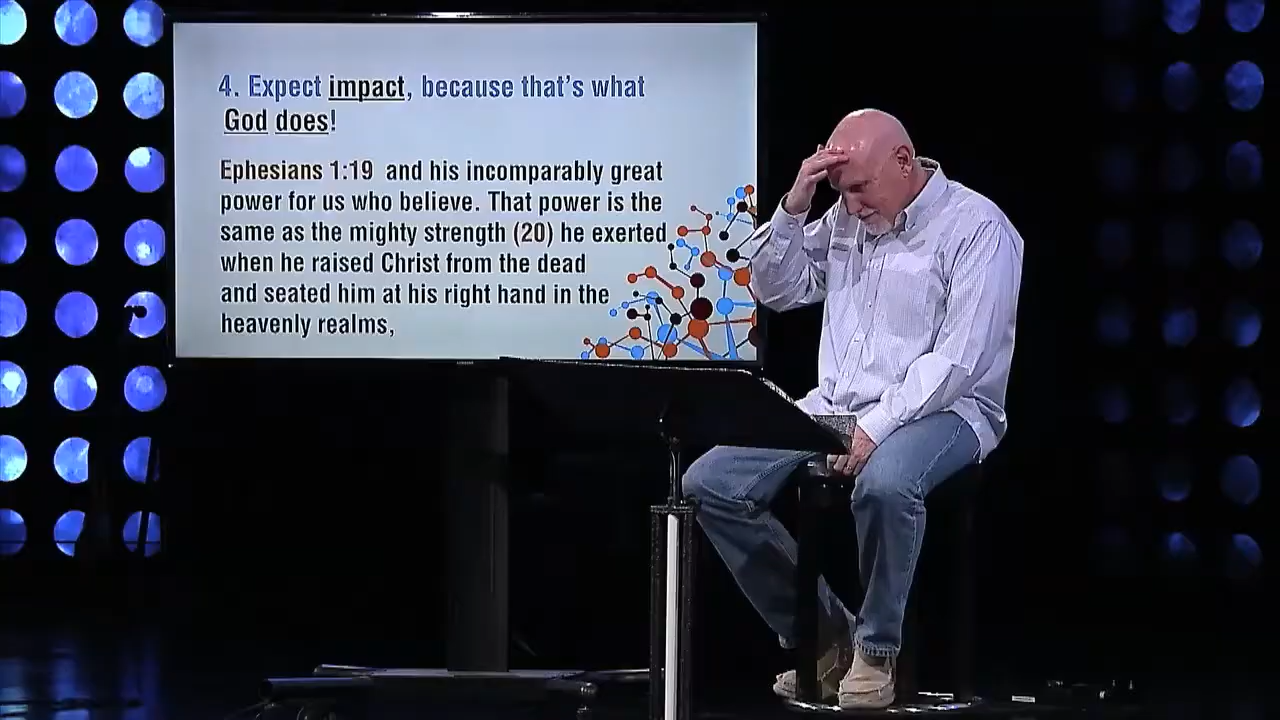 4. Expect impact, because that's what
God does!
Ephesians 1:19 and his incomparably great
power for us who believe. That power is the
same as the mighty strength (20) he exerted
when he raised Christ from the dead
and seated him at his right hand in the
heavenly realms,